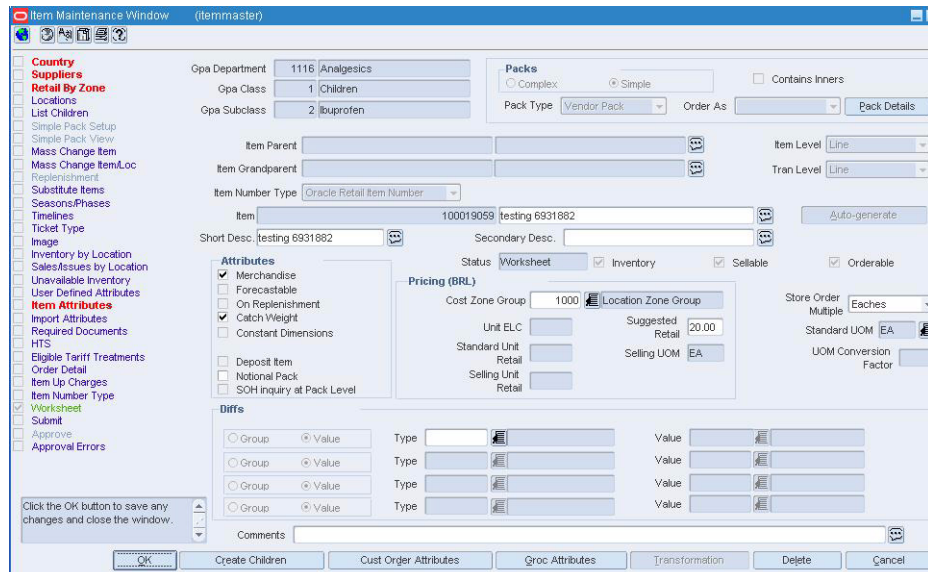 Item Maintenance Window (itemmaster)
Country
Suppliers
Retail By Zone
Locations
List Children
Simple Pack Setup
Simple Pack View
Mass Change Item
Mass Change Item/Loc
Replenishment
Substitute Items
Seasons/Phases
Timelines
Ticket Type
Image
Inventory by Location
Sales/Issues by Location
Unavailable Inventory
User Defined Attributes
Item Attributes
Import Attributes
Required Documents
HTS
Eligible Tariff Treatments
Order Detail
Item Up Charges
Item Number Type
Worksheet
Submit
Approve
Approval Errors
Click the OK button to save any
changes and close the window.
Gpa Department 1116 Analgesics
Gpa Class 1 Children
Gpa Subclass 2 Ibuprofen
Packs
Complex Simple
Contains Inners
Pack Type Vendor Pack Order As Pack Details
Item Parent Item Level Line
Item Grandparent Tran Level Line
Item Number Type Oracle Retail Item Number
Item 100019059 testing 6931882 Auto-generate
Short Desc. testing 6931882 Secondary Desc.
Status Worksheet Inventory Sellable Orderable
Attributes
Merchandise
Forecastable
On Replenishment
Catch Weight
Constant Dimensions
Deposit Item
Notional Pack
SOH inquiry at Pack Level
Pricing (BRL)
Cost Zone Group 1000 Location Zone Group
Unit ELC
Suggested Retail 20.00
Standard Unit Retail
Selling UOM EA
Selling Unit Retail
Store Order Multiple Eaches
Standard UOM EA
UOM Conversion Factor
Diffs
Group Value Type Value
Group Value Type Value
Group Value Type Value
Group Value Type Value
Comments
OK Create Children Cust Order Attributes Groc Attributes Transformation Delete Cancel